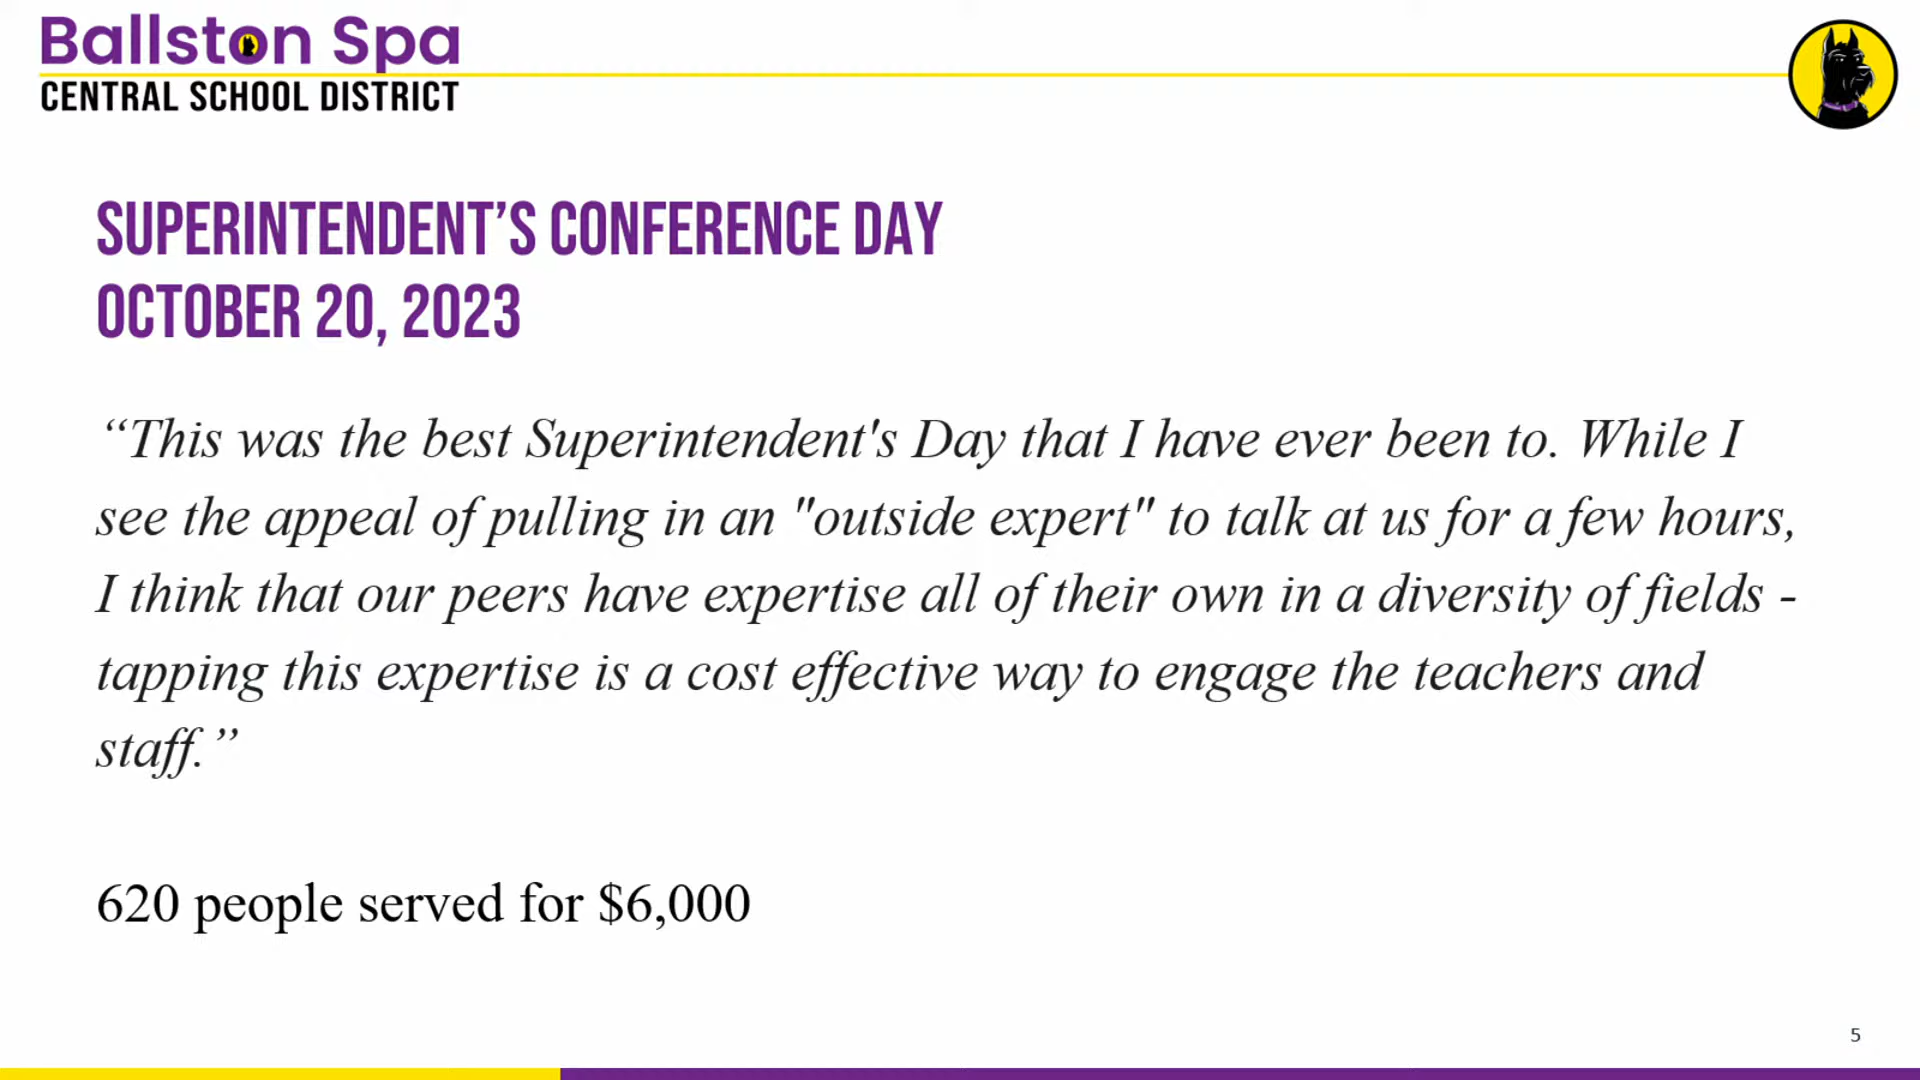 Ballston Spa
CENTRAL SCHOOL DISTRICT
SUPERINTENDENT’S CONFERENCE DAY
OCTOBER 20, 2023
“This was the best Superintendent's Day that I have ever been to. While I
see the appeal of pulling in an "outside expert" to talk at us for a few hours,
I think that our peers have expertise all of their own in a diversity of fields -
tapping this expertise is a cost effective way to engage the teachers and
staff.”
620 people served for $6,000
5